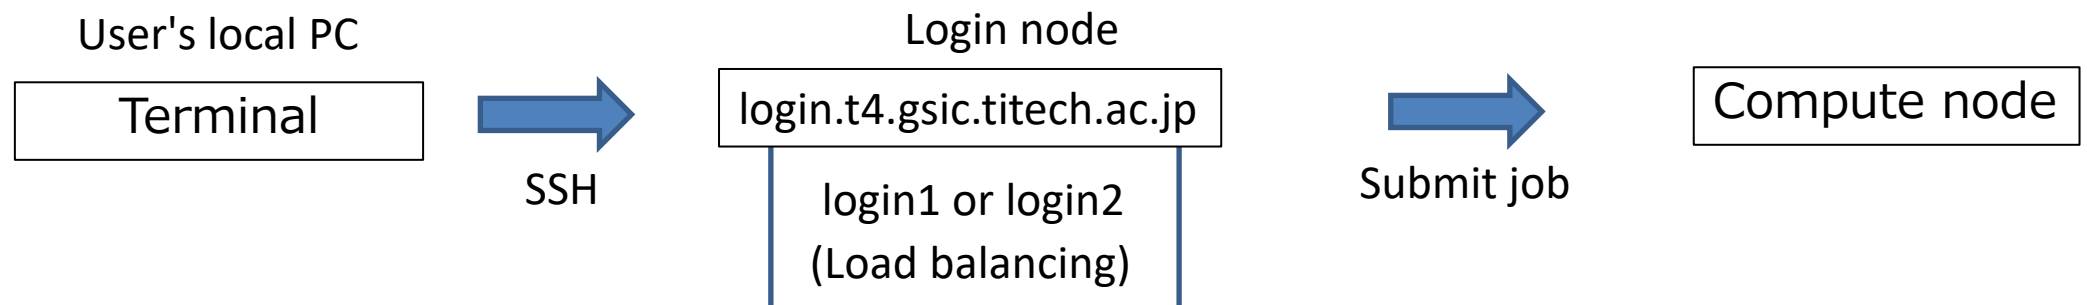 User's local PC
Terminal
SSH
Login node
login.t4.gsic.titech.ac.jp
login1 or login2
(Load balancing)
Submit job
Compute node